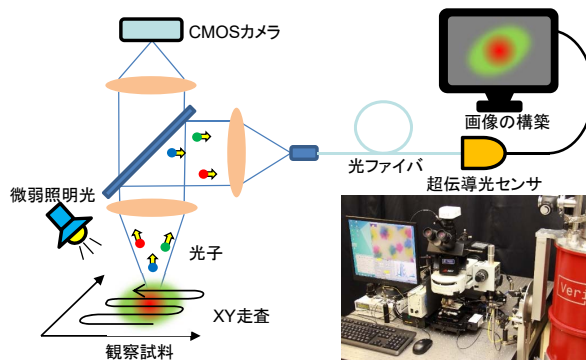 CMOSカメラ
画像の構築
光ファイバ
超伝導光センサ
微弱照明光
光子
XY走査
観察試料
Veri